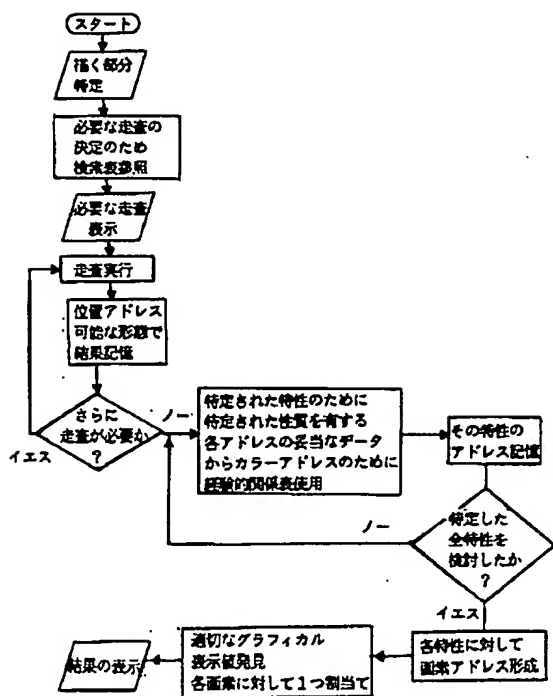 スタート
描く部分
特定
必要な走査の
決定のため
検索表参照
必要な走査
表示
走査実行
位置アドレス
可能な形態で
結果記憶
さらに
走査が必要か
?
イエス
ノー
特定された特性のために
特定された性質を有する
各アドレスの妥当なデータ
からカラーアドレスのために
経験的関係表使用
その特性の
アドレス記憶
特定した
全特性を
検討したか
?
ノー
イエス
各特性に対して
画素アドレス形成
適切なグラフィカル
表示値発見
各画素に対して1つ割当て
結果の表示